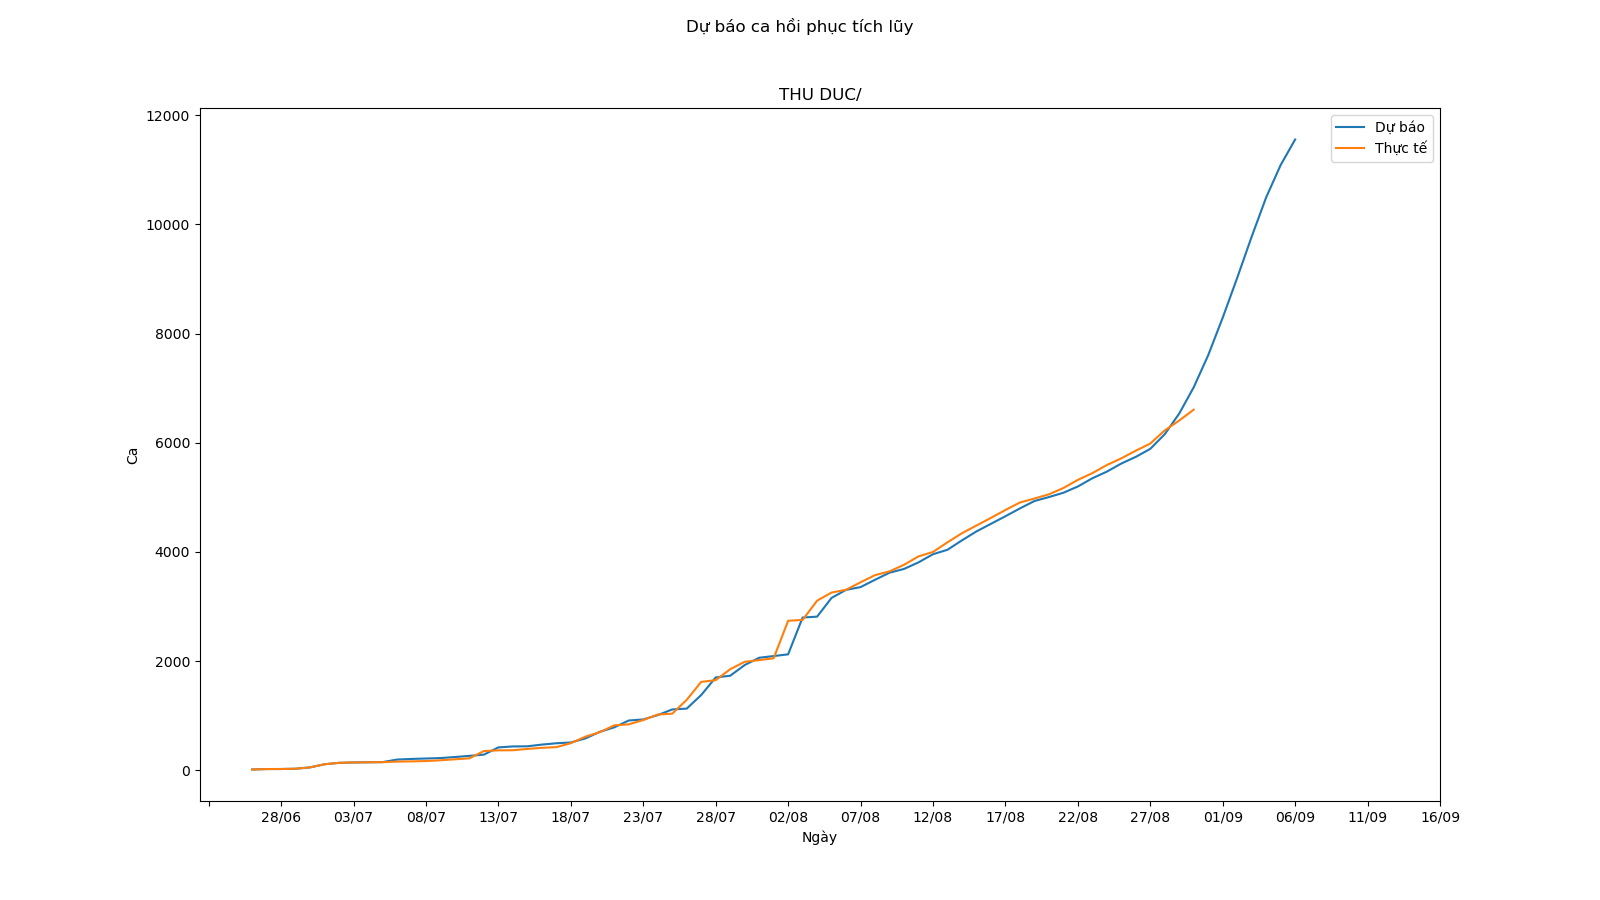 Dự báo ca hồi phục tích lũy
THU DUC/
12000
10000
8000
6000
4000
2000
0
Ca
Dự báo
Thực tế
28/06 03/07 08/07 13/07 18/07 23/07 28/07 02/08 07/08 12/08 17/08 22/08 27/08 01/09 06/09 11/09 16/09
Ngày